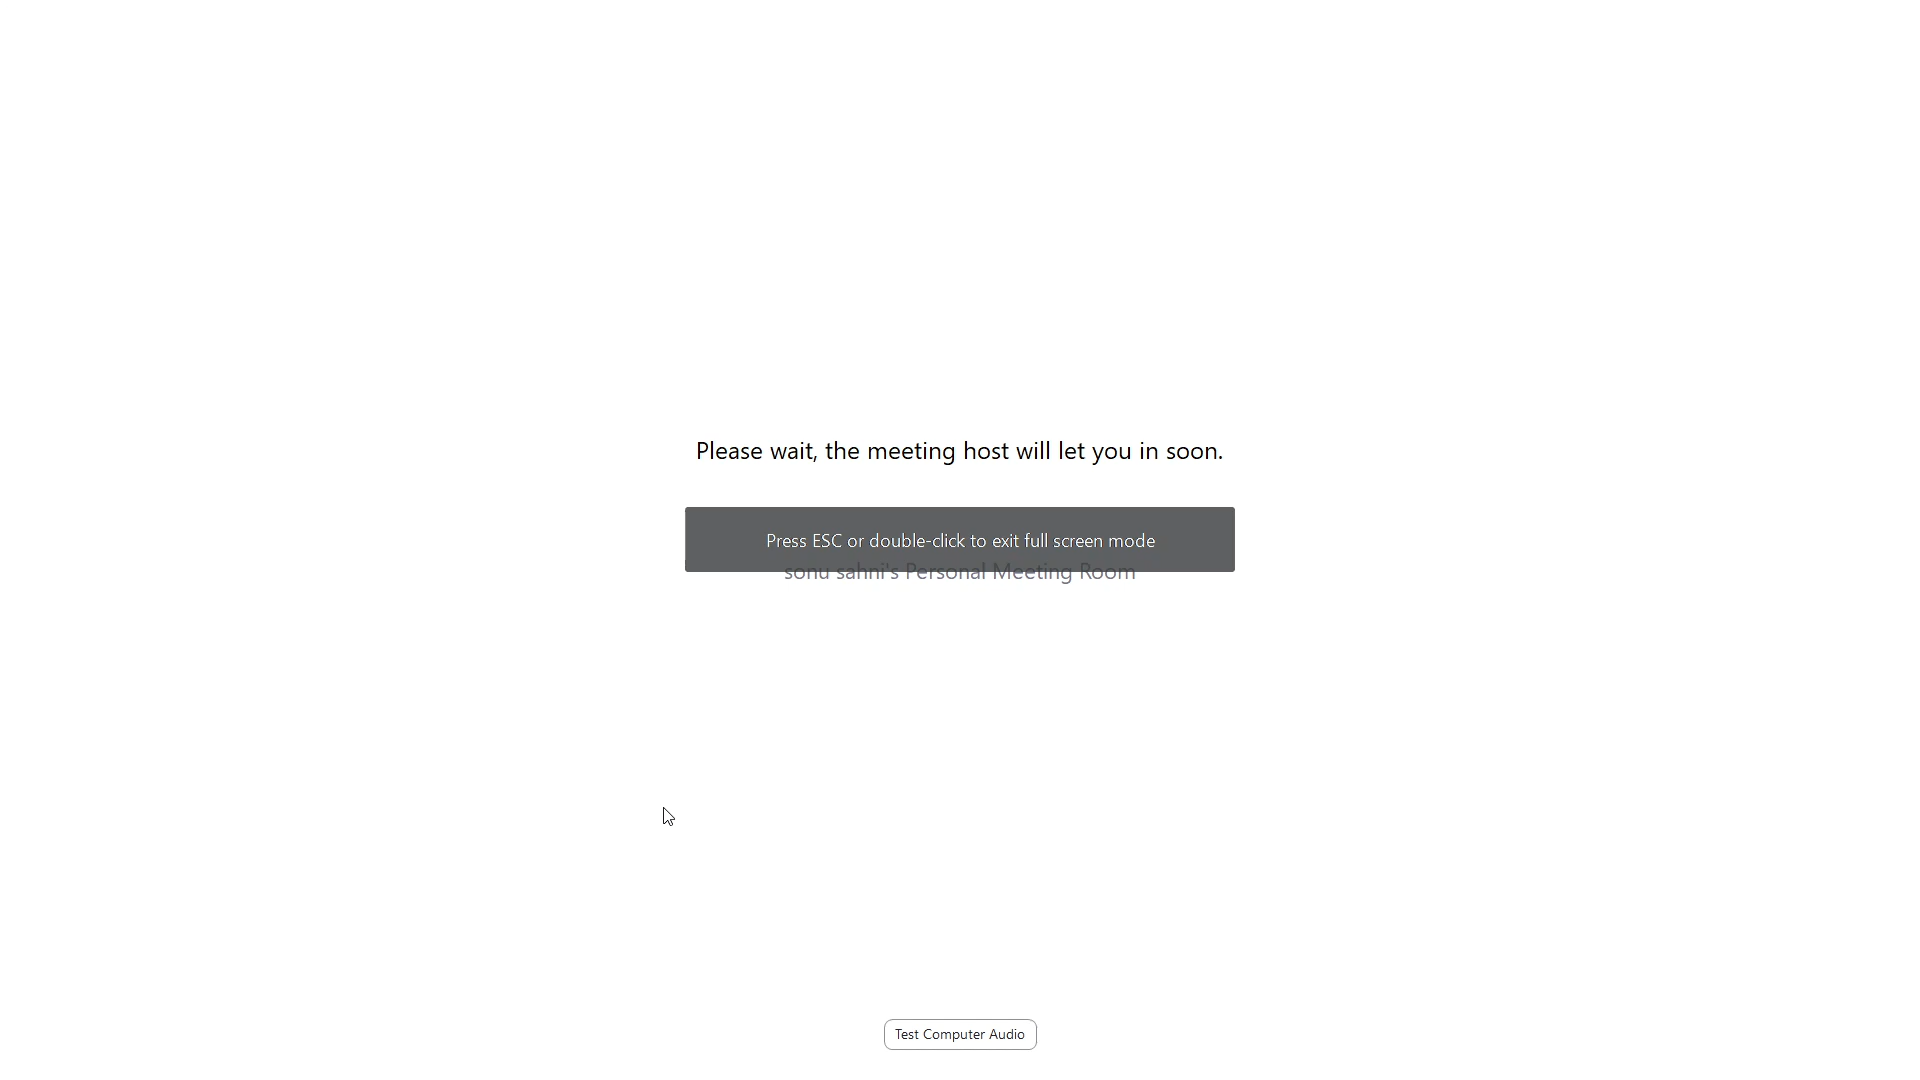 Please wait, the meeting host will let you in soon.
Press ESC or double-click to exit full screen mode
sonu sahni's Personal Meeting Room
Test Computer Audio